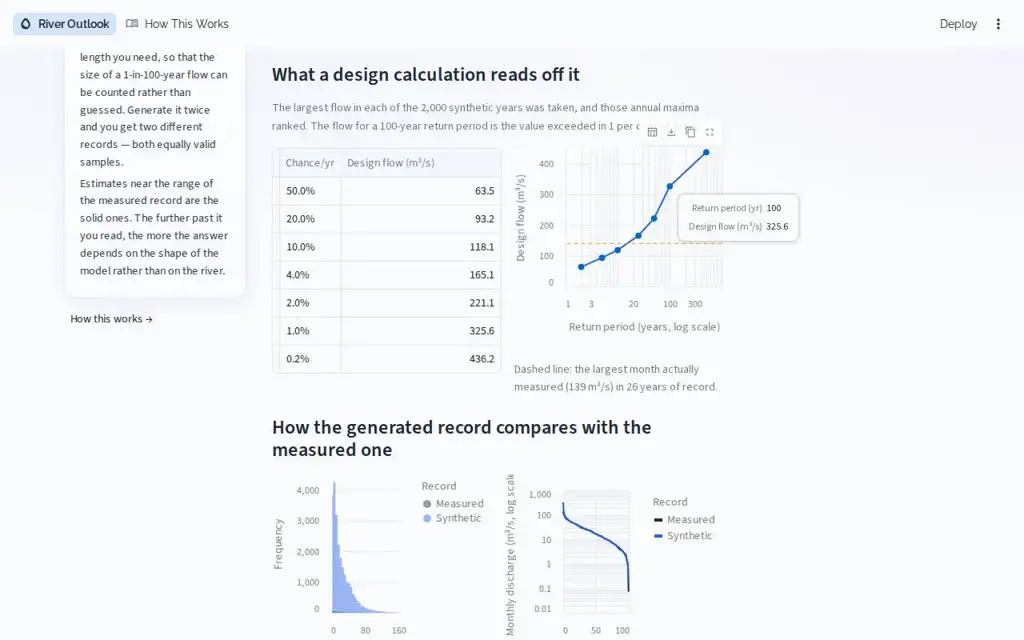 River Outlook
How This Works
Deploy
length you need, so that the
size of a 1-in-100-year flow can
be counted rather than
guessed. Generate it twice
and you get two different
records — both equally valid
samples.
Estimates near the range of
the measured record are the
solid ones. The further past it
you read, the more the answer
depends on the shape of the
model rather than on the river.
How this works →
What a design calculation reads off it
The largest flow in each of the 2,000 synthetic years was taken, and those annual maxima
ranked. The flow for a 100-year return period is the value exceeded in 1 per c
Chance/yr Design flow (m³/s)
50.0% 63.5
20.0% 93.2
10.0% 118.1
4.0% 165.1
2.0% 221.1
1.0% 325.6
0.2% 436.2
Design flow (m³/s)
400
300
200
100
0
1 3 20 100 300
Return period (years, log scale)
Return period (yr) 100
Design flow (m³/s) 325.6
Dashed line: the largest month actually
measured (139 m³/s) in 26 years of record.
How the generated record compares with the
measured one
Frequency
4,000
3,000
2,000
1,000
0
0 80 160
Record
Measured
Synthetic
Monthly discharge (m³/s, log scale
1,000
100
10
1
0.1
0.01
0 50 100
Record
Measured
Synthetic